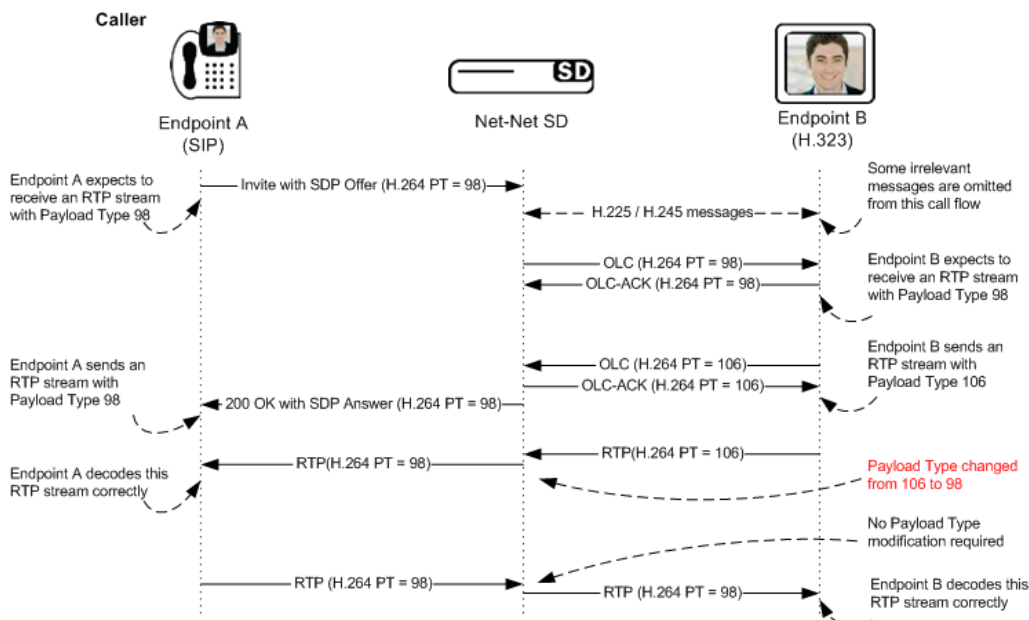 Caller
SD
Endpoint A
(SIP)
Net-Net SD
Endpoint B
(H.323)
Endpoint A expects to
receive an RTP stream
with Payload Type 98
Invite with SDP Offer (H.264 PT = 98)
Some irrelevant
messages are omitted
from this call flow
H.225 / H.245 messages
OLC (H.264 PT = 98)
OLC-ACK (H.264 PT = 98)
Endpoint B expects to
receive an RTP stream
with Payload Type 98
Endpoint A sends an
RTP stream with
Payload Type 98
OLC (H.264 PT = 106)
OLC-ACK (H.264 PT = 106)
Endpoint B sends an
RTP stream with
Payload Type 106
200 OK with SDP Answer (H.264 PT = 98)
RTP(H.264 PT = 98)
RTP(H.264 PT = 106)
Endpoint A decodes this
RTP stream correctly
Payload Type changed
from 106 to 98
No Payload Type
modification required
RTP (H.264 PT = 98)
RTP (H.264 PT = 98)
Endpoint B decodes this
RTP stream correctly